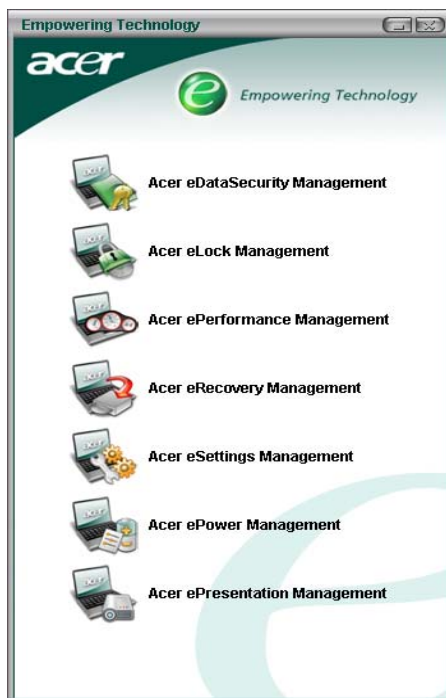 Empowering Technology
acer
e Empowering Technology
Acer eDataSecurity Management
Acer eLock Management
Acer ePerformance Management
Acer eRecovery Management
Acer eSettings Management
Acer ePower Management
Acer ePresentation Management